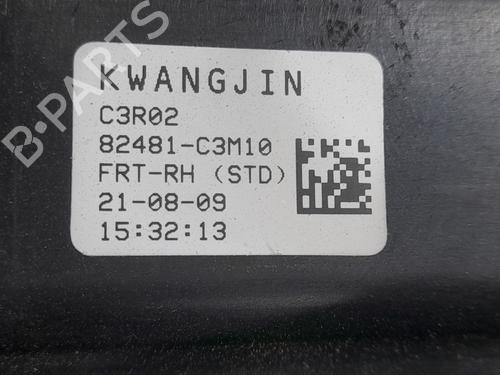 KWANGJIN
C3R02
82481-C3M10
FRT-RH (STD)
21-08-09
15:32:13
B-PARTS